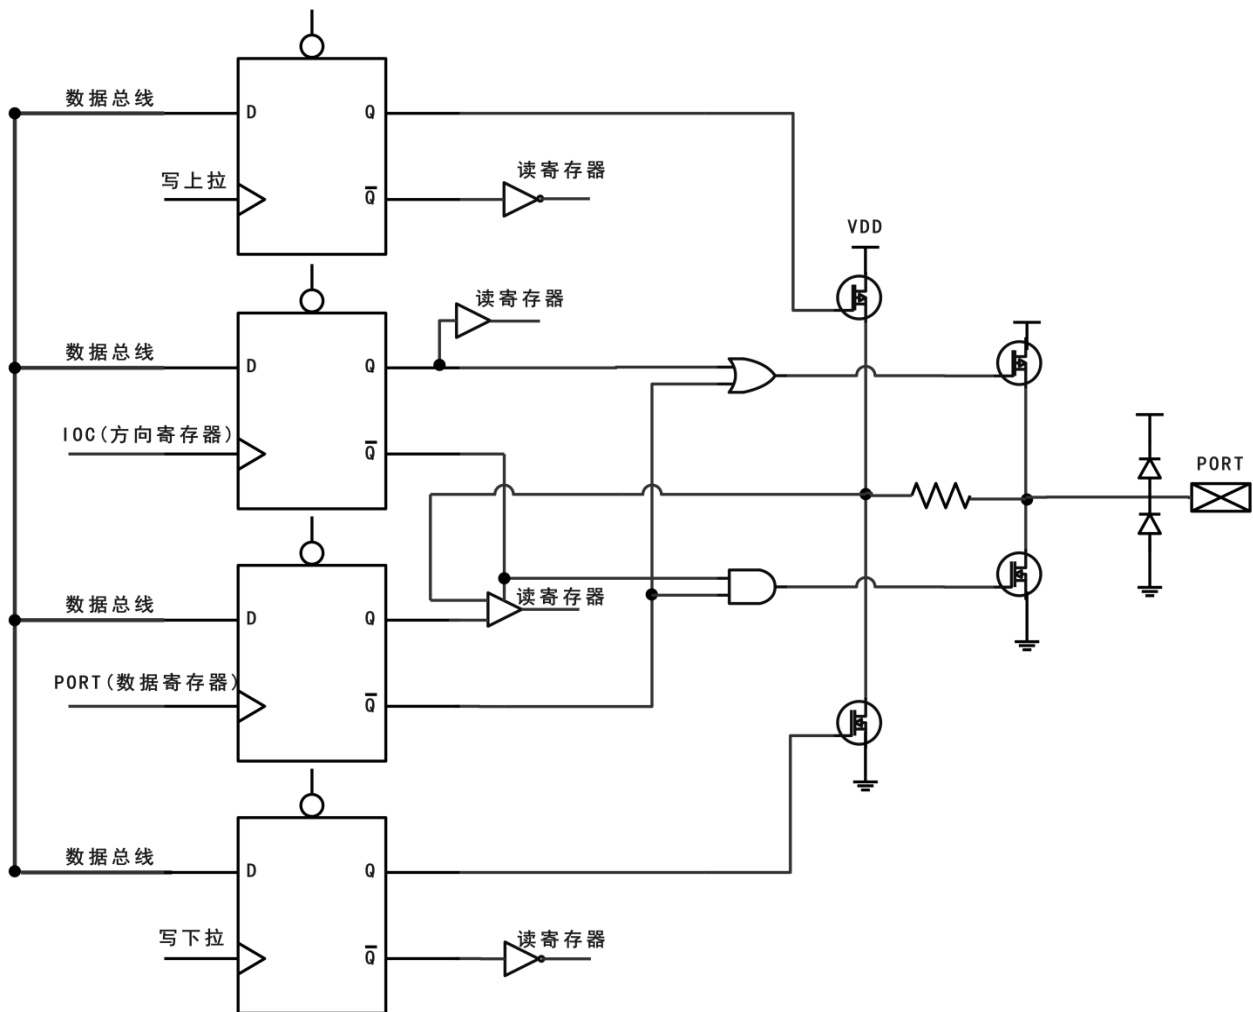 数据总线
D
Q
写上拉
Q
读寄存器
VDD
读寄存器
数据总线
D
Q
IOC(方向寄存器)
Q
PORT
数据总线
D
Q
读寄存器
PORT(数据寄存器)
Q
数据总线
D
Q
写下拉
Q
读寄存器